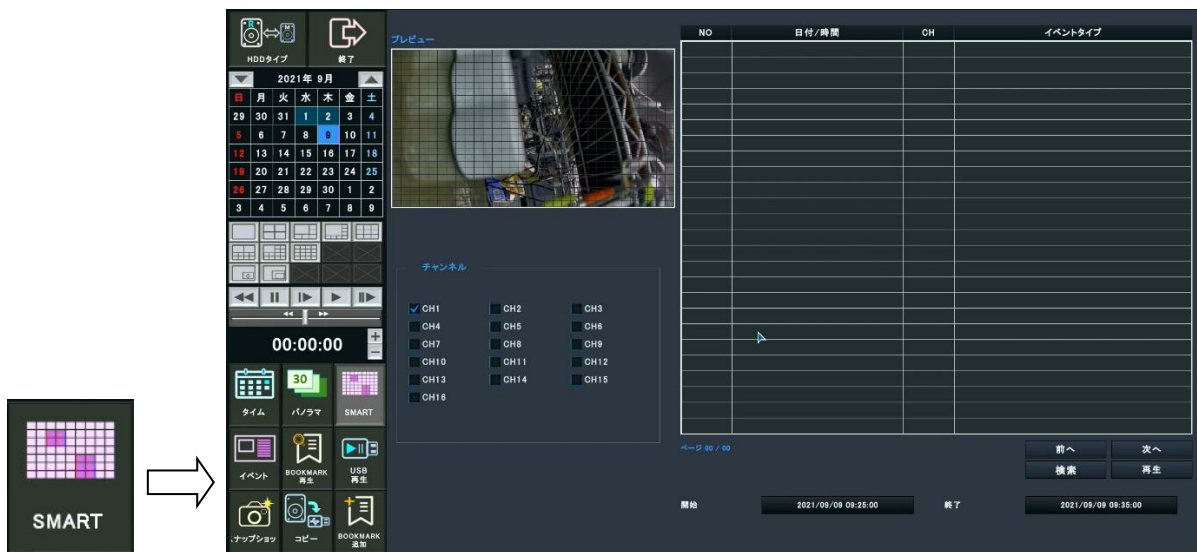 SMART
HDDタイプ
終了
2021年 9月
日 月 火 水 木 金 土
29 30 31 1 2 3 4
5 6 7 8 9 10 11
12 13 14 15 16 17 18
19 20 21 22 23 24 25
26 27 28 29 30 1 2
3 4 5 6 7 8 9
00:00:00
タイム
30
パノラマ
SMART
イベント
BOOKMARK
再生
USB
再生
.ナップショッ
コピー
BOOKMARK
追加
プレビュー
チャンネル
CH1 CH2 CH3
CH4 CH5 CH6
CH7 CH8 CH9
CH10 CH11 CH12
CH13 CH14 CH15
CH16
NO 日付/時間 CH イベントタイプ
ページ 00 / 00
前へ 次へ
検索 再生
開始 2021/09/09 09:25:00 終了 2021/09/09 09:35:00